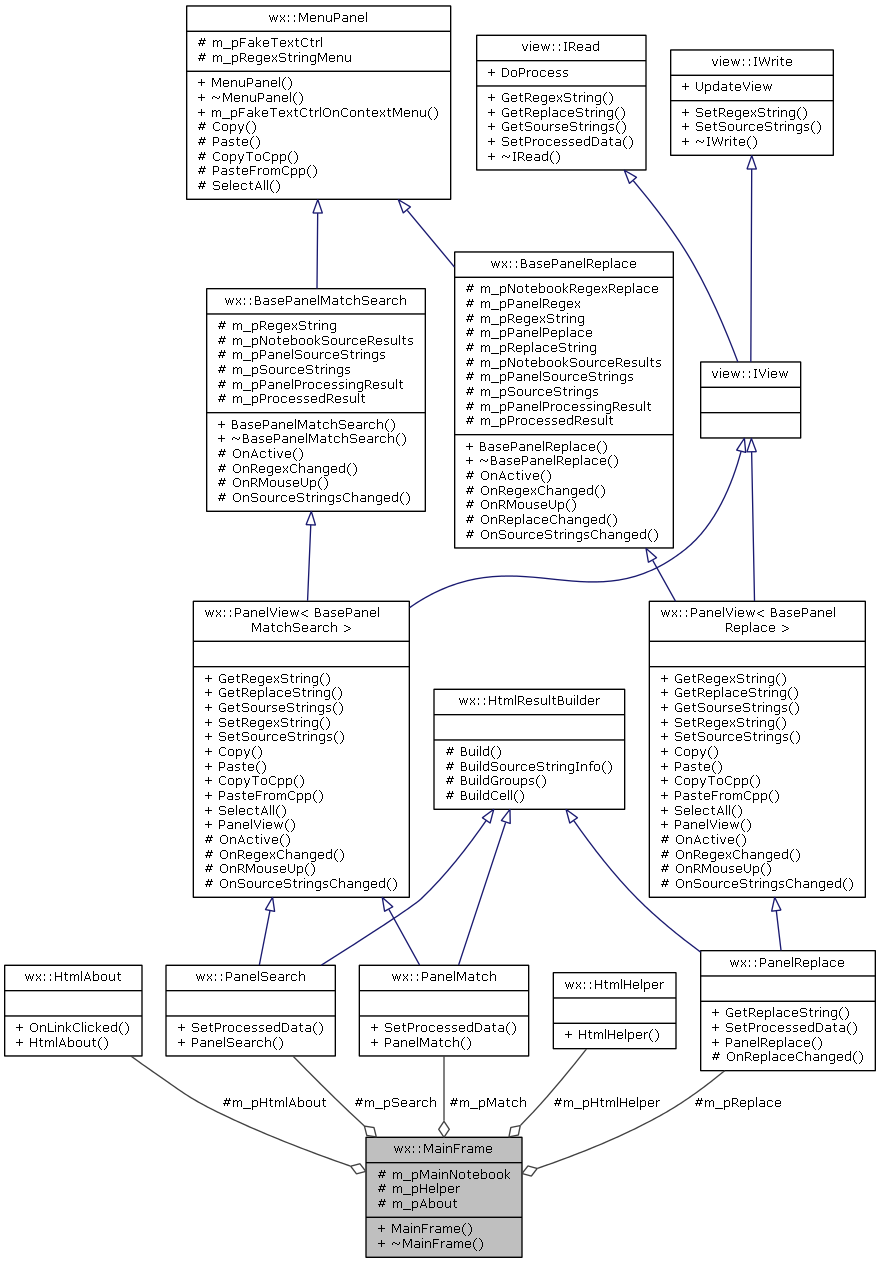 wx::MenuPanel
# m_pFakeTextCtrl
# m_pRegexStringMenu
+ MenuPanel()
+ ~MenuPanel()
+ m_pFakeTextCtrlOnContextMenu()
# Copy()
# Paste()
# CopyToCpp()
# PasteFromCpp()
# SelectAll()
view::IRead
+ DoProcess
+ GetRegexString()
+ GetReplaceString()
+ GetSourseStrings()
+ SetProcessedData()
+ ~IRead()
view::IWrite
+ UpdateView
+ SetRegexString()
+ SetSourceStrings()
+ ~IWrite()
wx::BasePanelMatchSearch
# m_pRegexString
# m_pNotebookSourceResults
# m_pPanelSourceStrings
# m_pSourceStrings
# m_pPanelProcessingResult
# m_pProcessedResult
+ BasePanelMatchSearch()
+ ~BasePanelMatchSearch()
# OnActive()
# OnRegexChanged()
# OnRMouseUp()
# OnSourceStringsChanged()
wx::BasePanelReplace
# m_pNotebookRegexReplace
# m_pPanelRegex
# m_pRegexString
# m_pPanelPeplace
# m_pReplaceString
# m_pNotebookSourceResults
# m_pPanelSourceStrings
# m_pSourceStrings
# m_pPanelProcessingResult
# m_pProcessedResult
+ BasePanelReplace()
+ ~BasePanelReplace()
# OnActive()
# OnRegexChanged()
# OnRMouseUp()
# OnReplaceChanged()
# OnSourceStringsChanged()
view::IView
wx::PanelView< BasePanel
MatchSearch >
+ GetRegexString()
+ GetReplaceString()
+ GetSourseStrings()
+ SetRegexString()
+ SetSourceStrings()
+ Copy()
+ Paste()
+ CopyToCpp()
+ PasteFromCpp()
+ SelectAll()
+ PanelView()
# OnActive()
# OnRegexChanged()
# OnRMouseUp()
# OnSourceStringsChanged()
wx::HtmlResultBuilder
# Build()
# BuildSourceStringInfo()
# BuildGroups()
# BuildCell()
wx::PanelView< BasePanel
Replace >
+ GetRegexString()
+ GetReplaceString()
+ GetSourseStrings()
+ SetRegexString()
+ SetSourceStrings()
+ Copy()
+ Paste()
+ CopyToCpp()
+ PasteFromCpp()
+ SelectAll()
+ PanelView()
# OnActive()
# OnRegexChanged()
# OnRMouseUp()
# OnSourceStringsChanged()
wx::HtmlAbout
+ OnLinkClicked()
+ HtmlAbout()
wx::PanelSearch
+ SetProcessedData()
+ PanelSearch()
wx::PanelMatch
+ SetProcessedData()
+ PanelMatch()
wx::HtmlHelper
+ HtmlHelper()
wx::PanelReplace
+ GetReplaceString()
+ SetProcessedData()
+ PanelReplace()
# OnReplaceChanged()
#m_pHtmlAbout
#m_pSearch
#m_pMatch
#m_pHtmlHelper
#m_pReplace
wx::MainFrame
# m_pMainNotebook
# m_pHelper
# m_pAbout
+ MainFrame()
+ ~MainFrame()